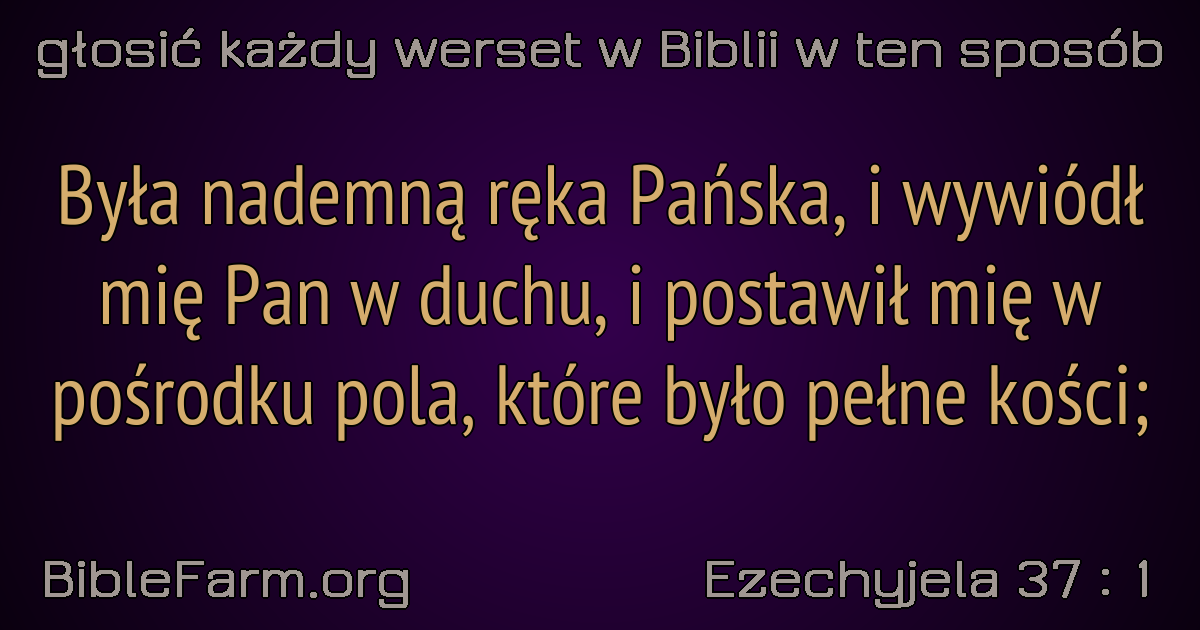 głosić każdy werset w Biblii w ten sposób
Była nademną ręka Pańska, i wywiódł
mię Pan w duchu, i postawił mię w
pośrodku pola, które było pełne kości;
BibleFarm.org
Ezechyjela 37 : 1